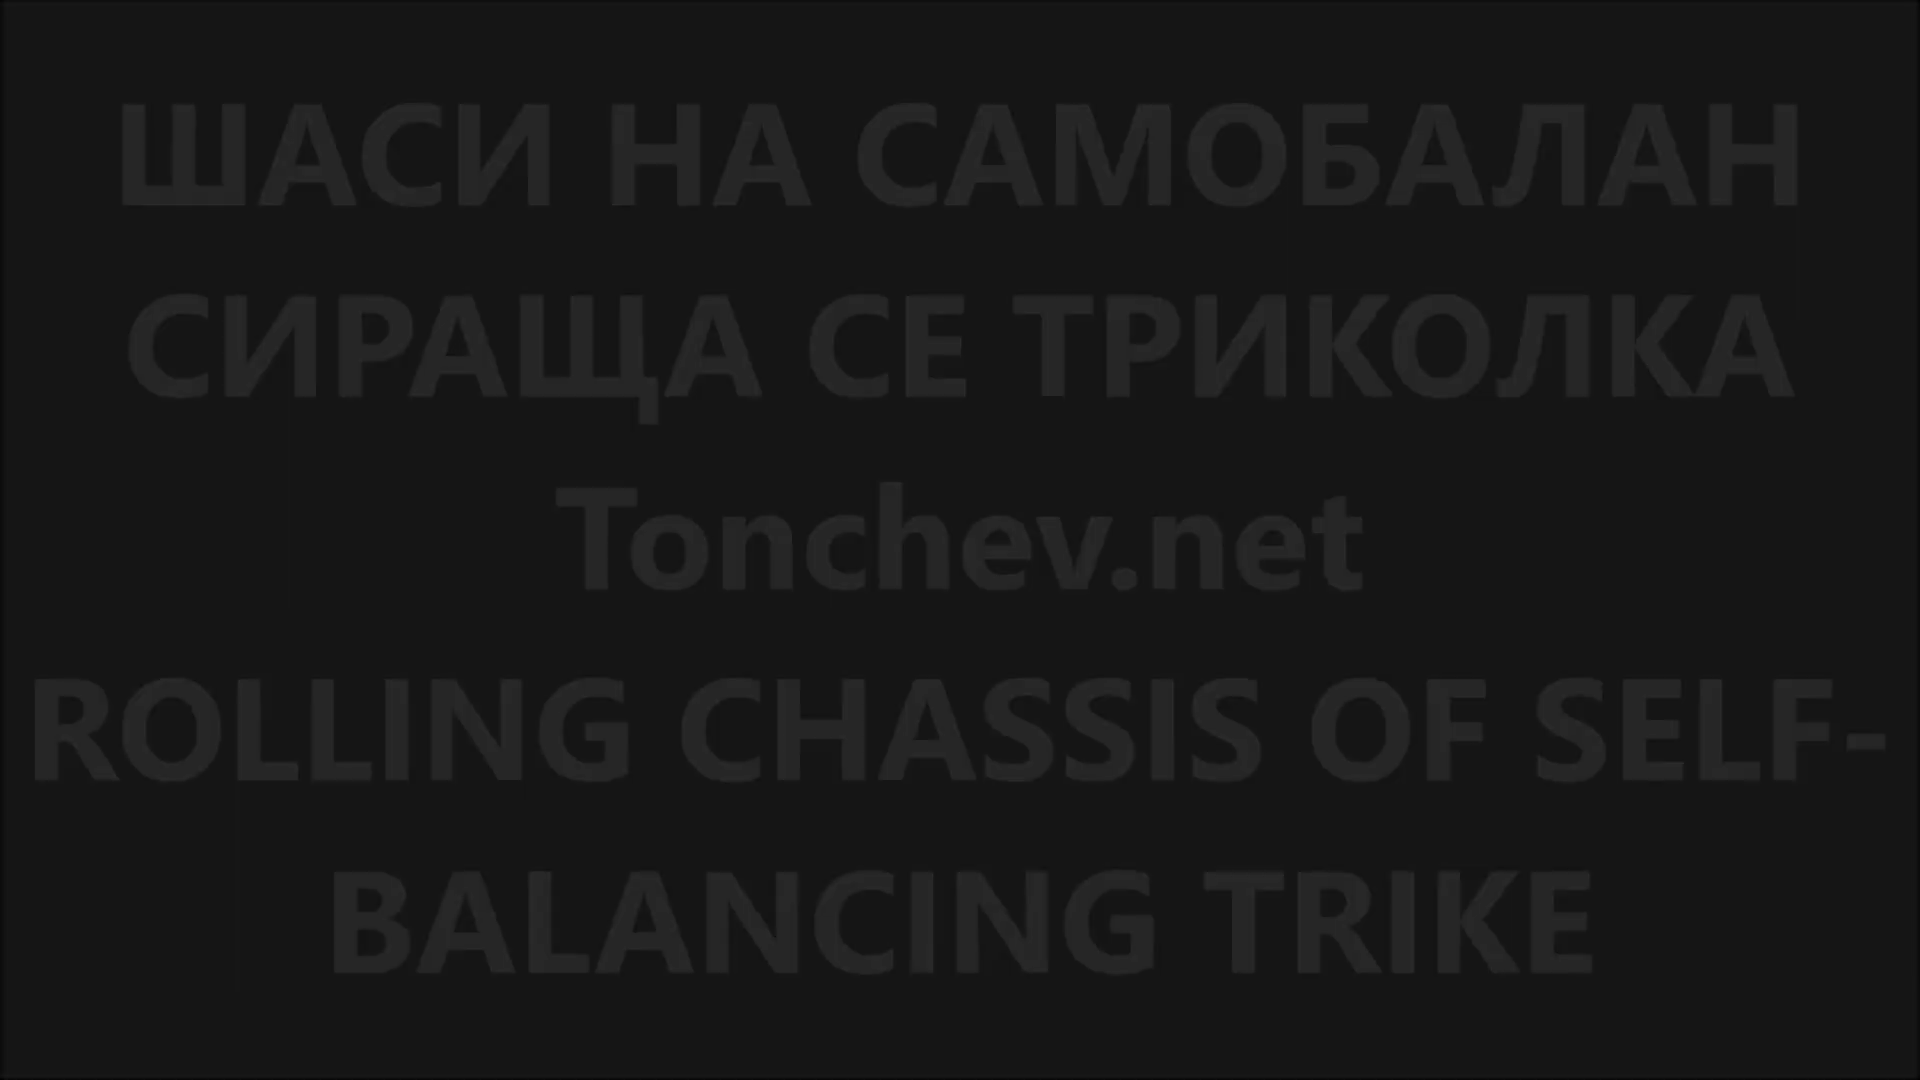 ШАСИ НА САМОБАЛАН
СИРАЩА СЕ ТРИКОЛКА
Tonchev.net
ROLLING CHASSIS OF SELF-
BALANCING TRIKE